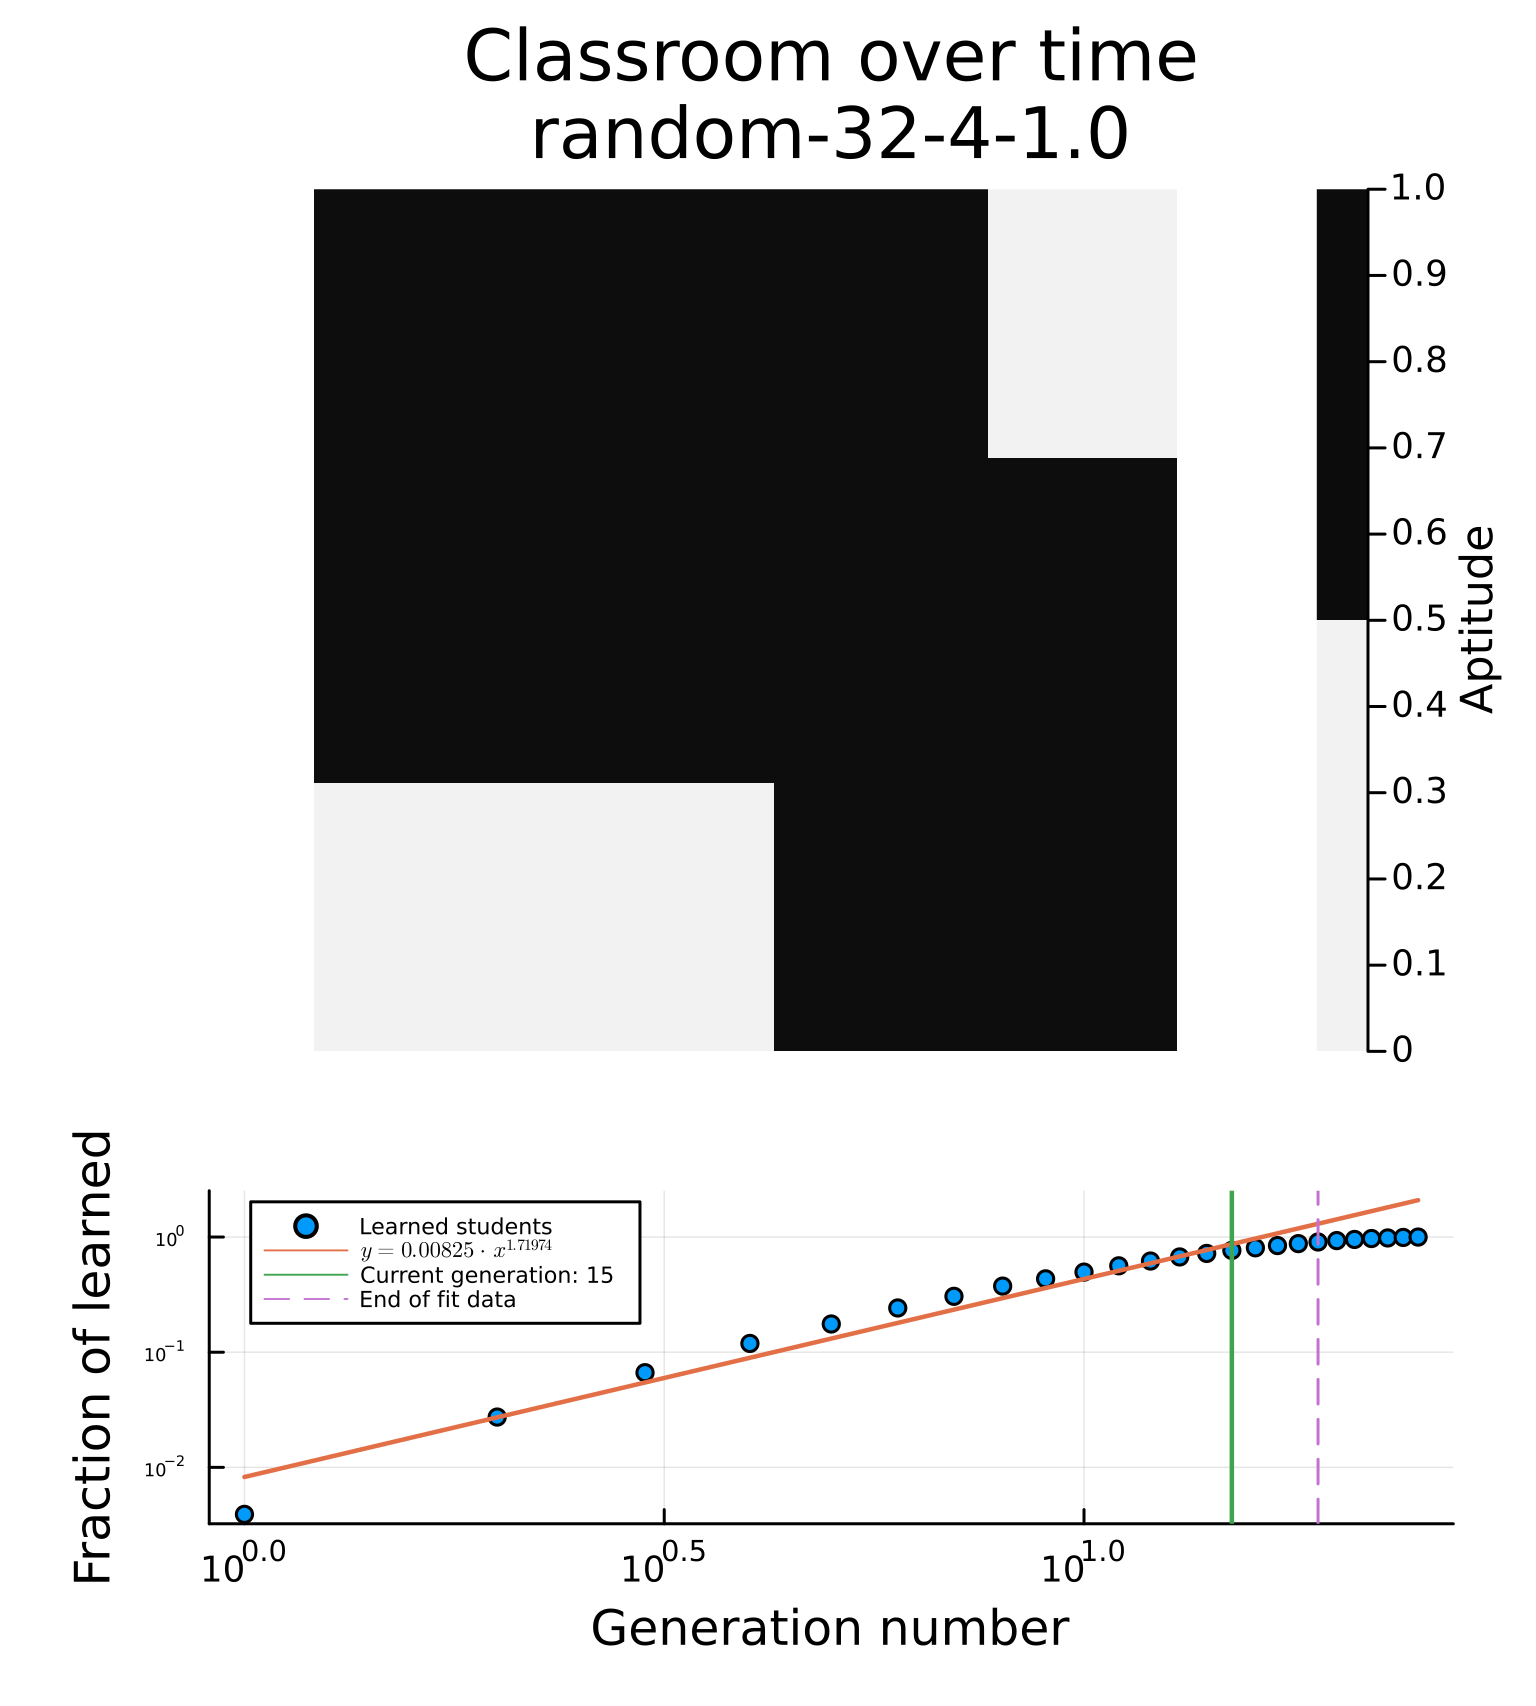 Classroom over time
random-32-4-1.0
1.0
0.9
0.8
0.7
0.6
0.5
0.4
0.3
0.2
0.1
0
Aptitude
Fraction of learned
10^0
10^-1
10^-2
Learned students
y = 0.00825 · x^1.71974
Current generation: 15
End of fit data
10^0.0
10^0.5
10^1.0
Generation number